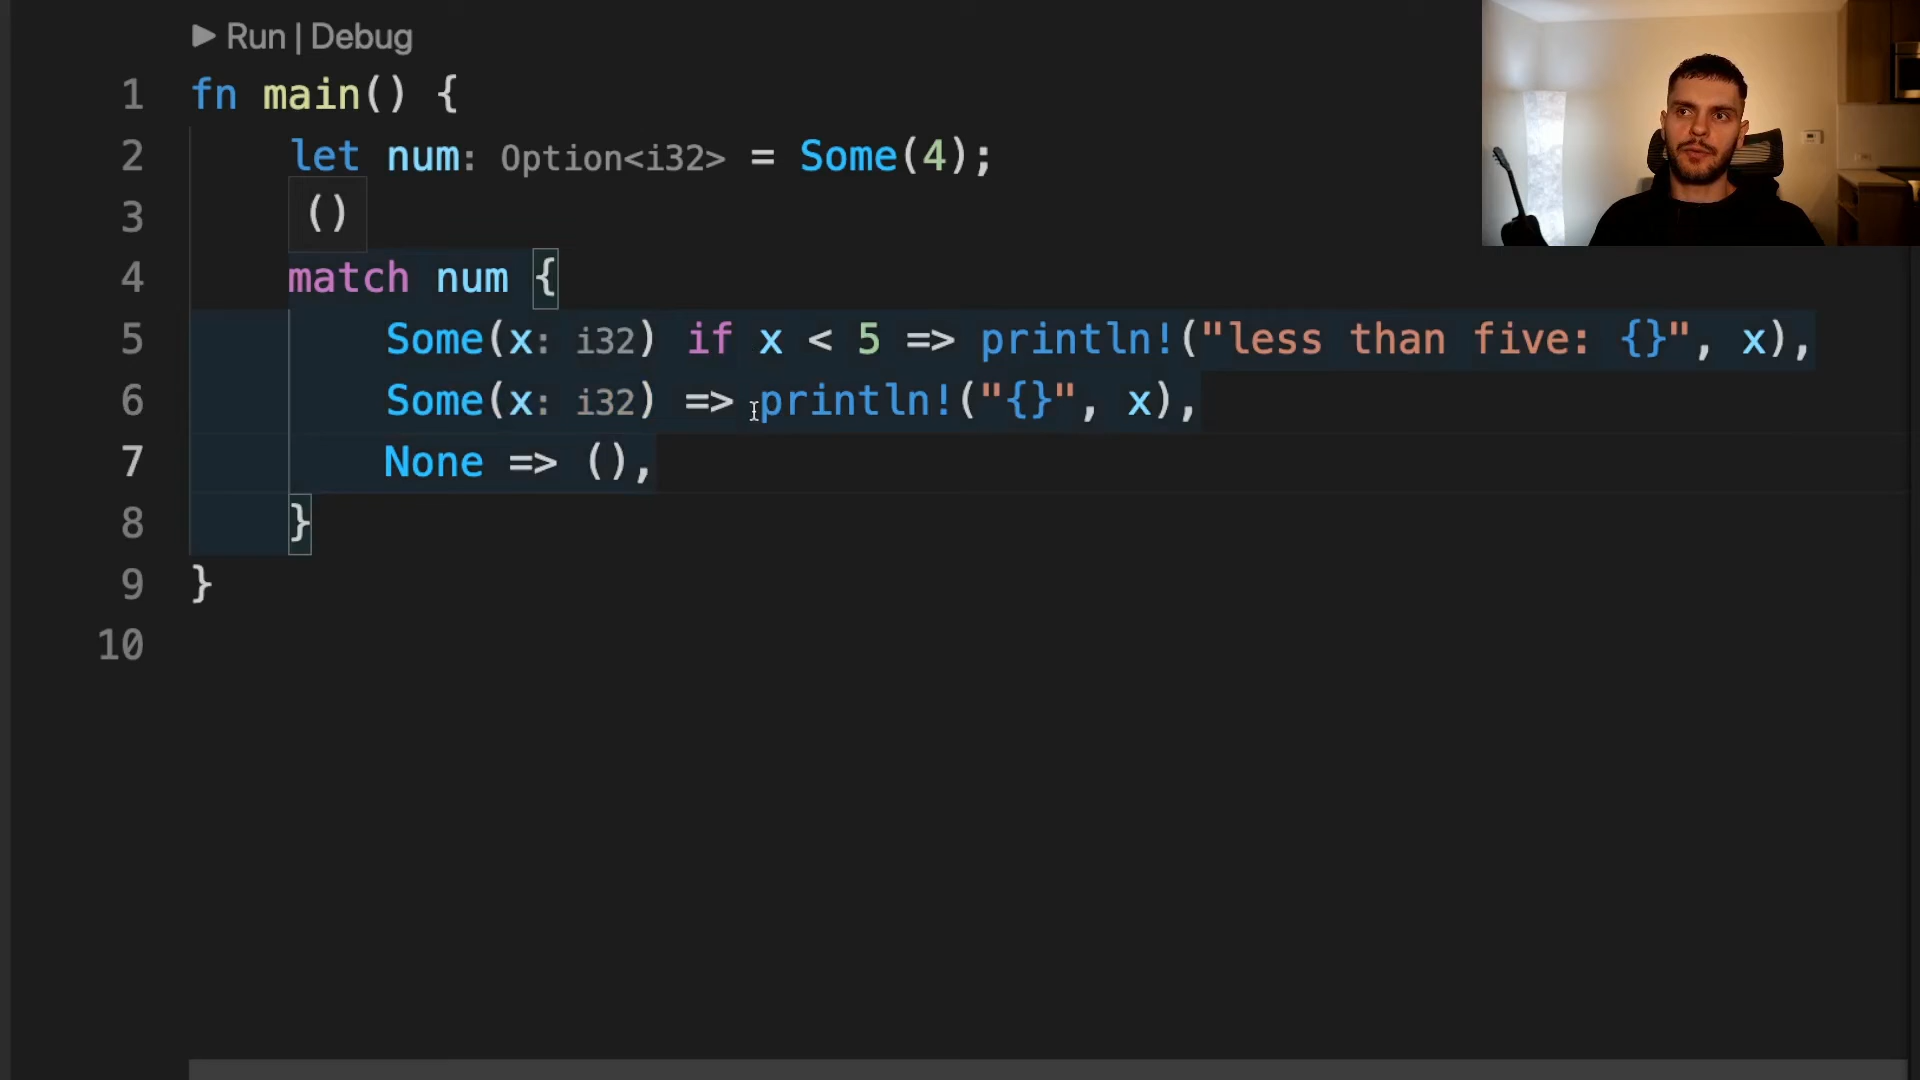 Run | Debug
1 fn main() {
2 let num: Option<i32> = Some(4);
3 ()
4 match num {
5 Some(x: i32) if x < 5 => println!("less than five: {}", x),
6 Some(x: i32) => println!("{}", x),
7 None => (),
8 }
9 }
10